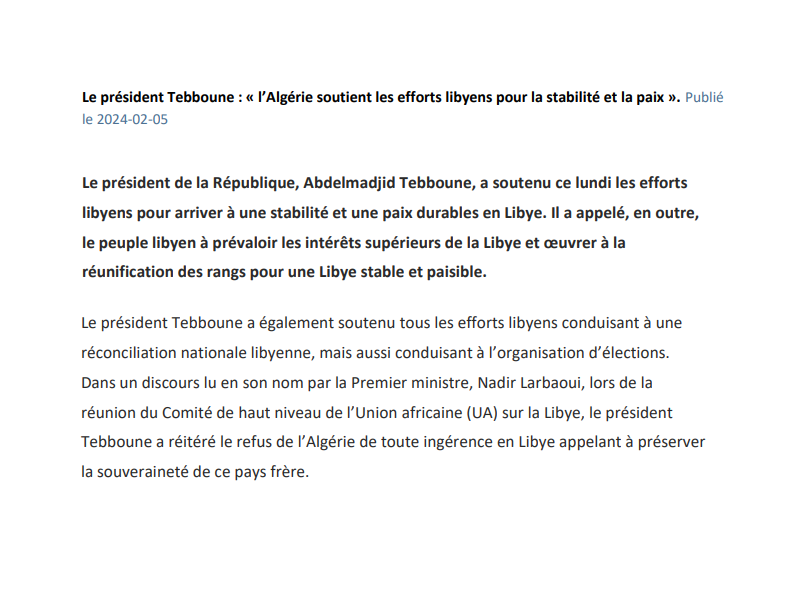 Le président Tebboune : « l’Algérie soutient les efforts libyens pour la stabilité et la paix ». Publié
le 2024-02-05
Le président de la République, Abdelmadjid Tebboune, a soutenu ce lundi les efforts
libyens pour arriver à une stabilité et une paix durables en Libye. Il a appelé, en outre,
le peuple libyen à prévaloir les intérêts supérieurs de la Libye et œuvrer à la
réunification des rangs pour une Libye stable et paisible.
Le président Tebboune a également soutenu tous les efforts libyens conduisant à une
réconciliation nationale libyenne, mais aussi conduisant à l’organisation d’élections.
Dans un discours lu en son nom par la Premier ministre, Nadir Larbaoui, lors de la
réunion du Comité de haut niveau de l’Union africaine (UA) sur la Libye, le président
Tebboune a réitéré le refus de l’Algérie de toute ingérence en Libye appelant à préserver
la souveraineté de ce pays frère.